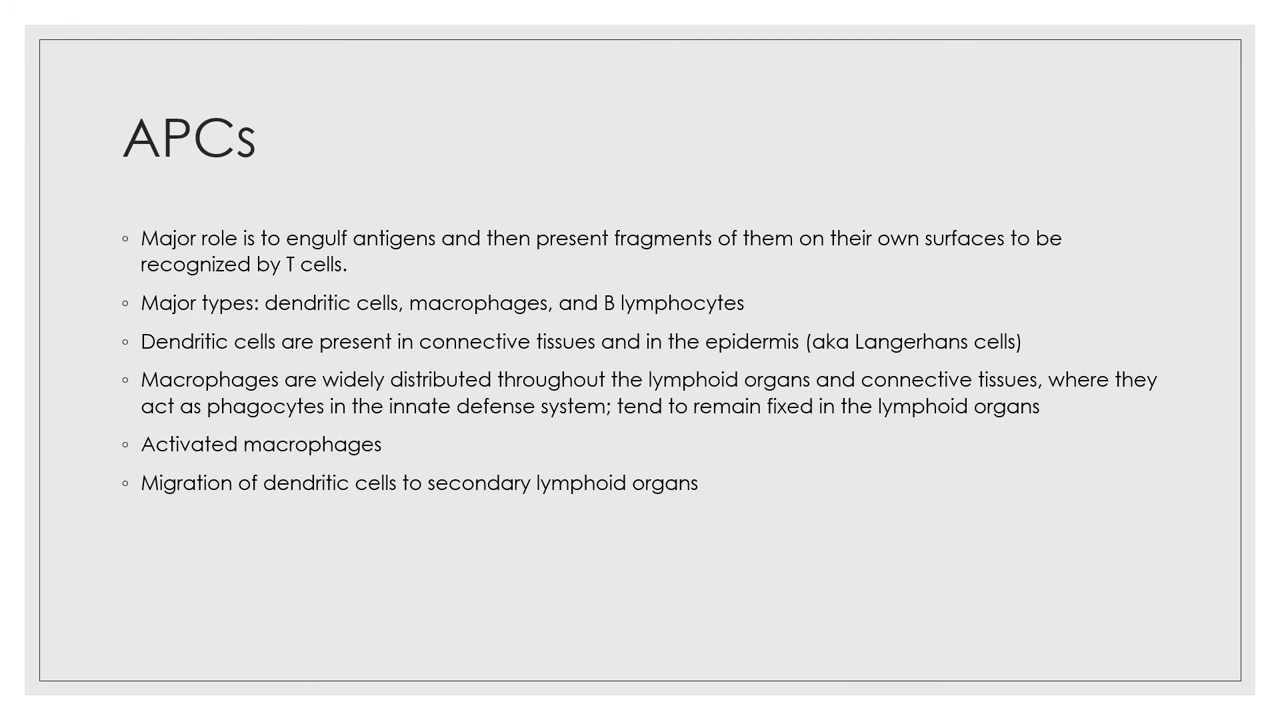 APCs
◦ Major role is to engulf antigens and then present fragments of them on their own surfaces to be
recognized by T cells.
◦ Major types: dendritic cells, macrophages, and B lymphocytes
◦ Dendritic cells are present in connective tissues and in the epidermis (aka Langerhans cells)
◦ Macrophages are widely distributed throughout the lymphoid organs and connective tissues, where they
act as phagocytes in the innate defense system; tend to remain fixed in the lymphoid organs
◦ Activated macrophages
◦ Migration of dendritic cells to secondary lymphoid organs